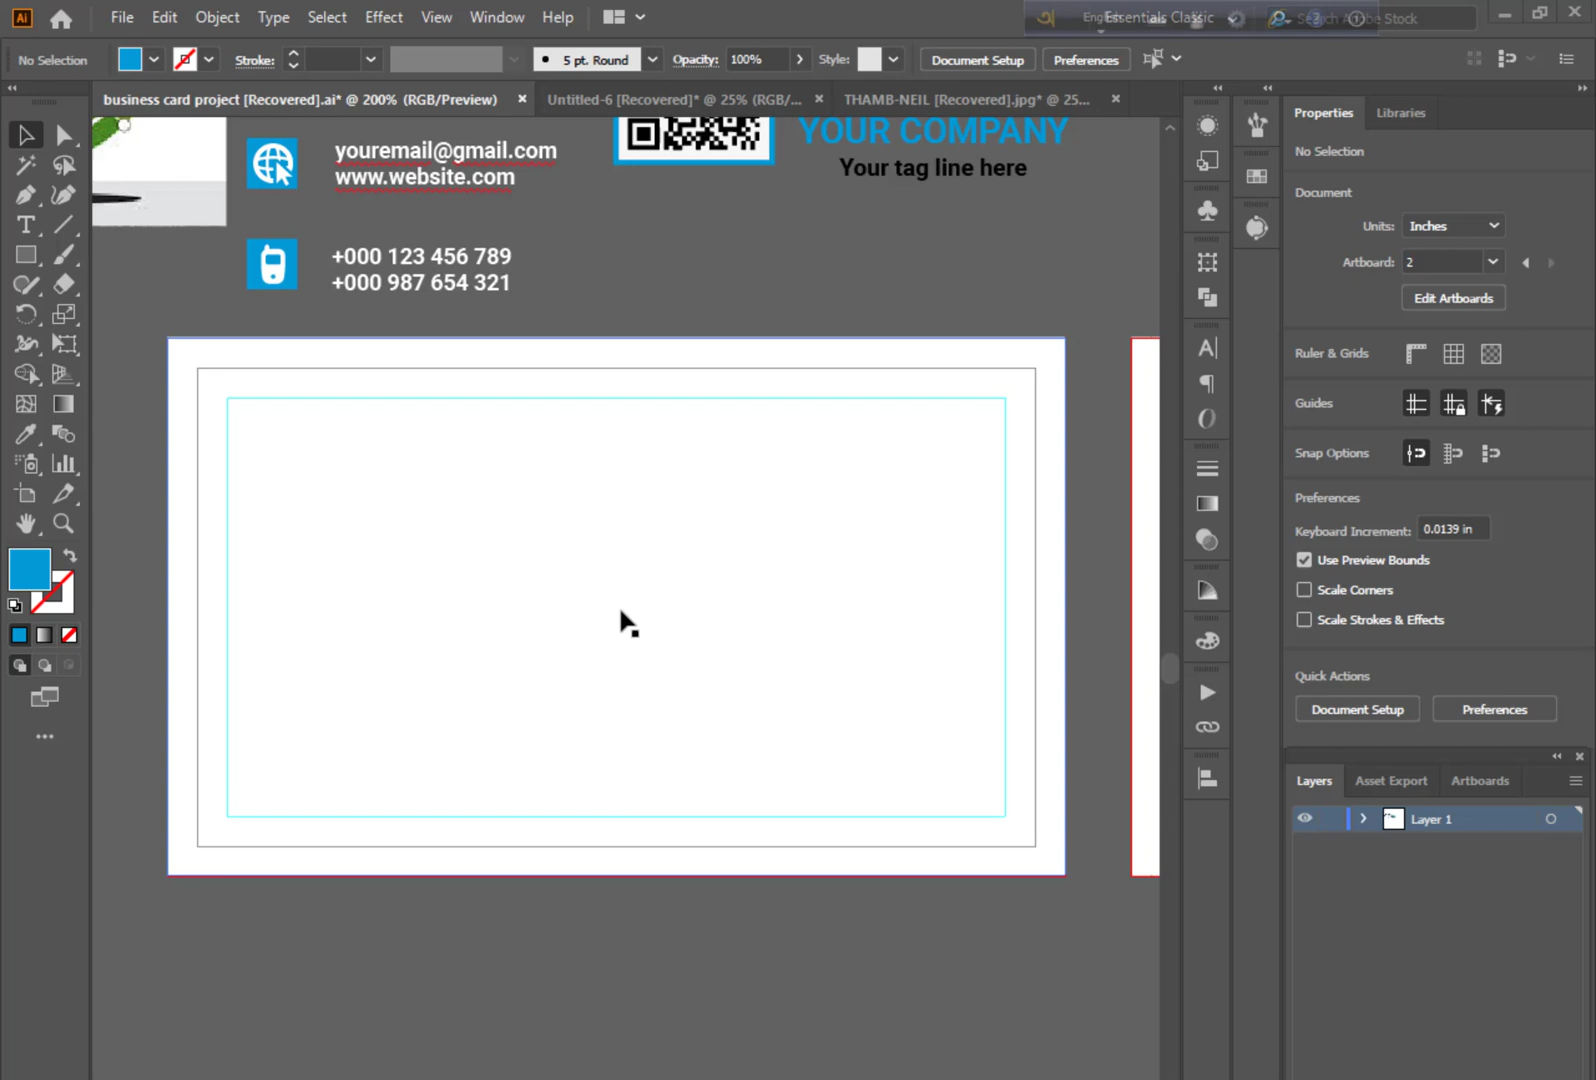 Ai File Edit Object Type Select Effect View Window Help English Essentials Classic Search Adobe Stock
No Selection Stroke: 5 pt. Round Opacity: 100% Style: Document Setup Preferences
business card project [Recovered].ai* @ 200% (RGB/Preview) Untitled-6 [Recovered]* @ 25% (RGB/... THAMB-NEIL [Recovered].jpg* @ 25...
youremail@gmail.com
www.website.com
+000 123 456 789
+000 987 654 321
YOUR COMPANY
Your tag line here
Properties Libraries
No Selection
Document
Units: Inches
Artboard: 2
Edit Artboards
Ruler & Grids
Guides
Snap Options
Preferences
Keyboard Increment: 0.0139 in
Use Preview Bounds
Scale Corners
Scale Strokes & Effects
Quick Actions
Document Setup Preferences
Layers Asset Export Artboards
Layer 1